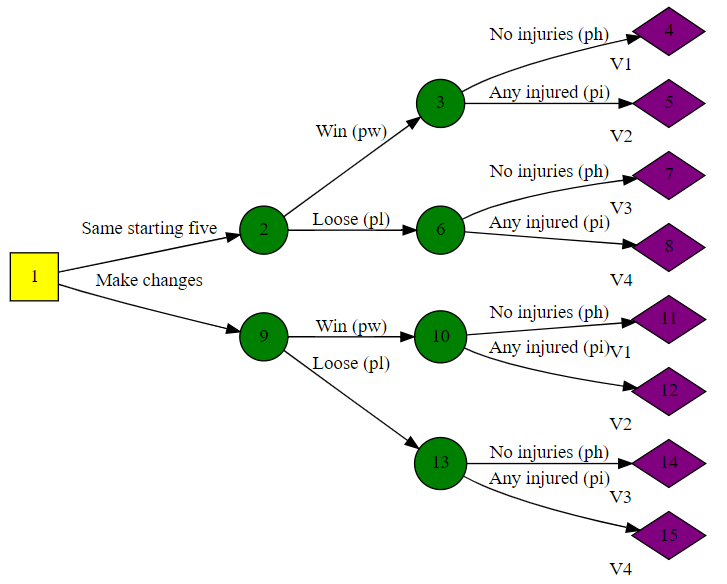 No injuries (ph)
4
V1
Any injured (pi)
3
5
Win (pw)
V2
No injuries (ph)
7
V3
Same starting five
2
Loose (pl)
6
Any injured (pi)
8
1
Make changes
V4
No injuries (ph)
11
Win (pw)
9
10
Any injured (pi)
V1
Loose (pl)
12
V2
No injuries (ph)
13
14
Any injured (pi)
V3
15
V4